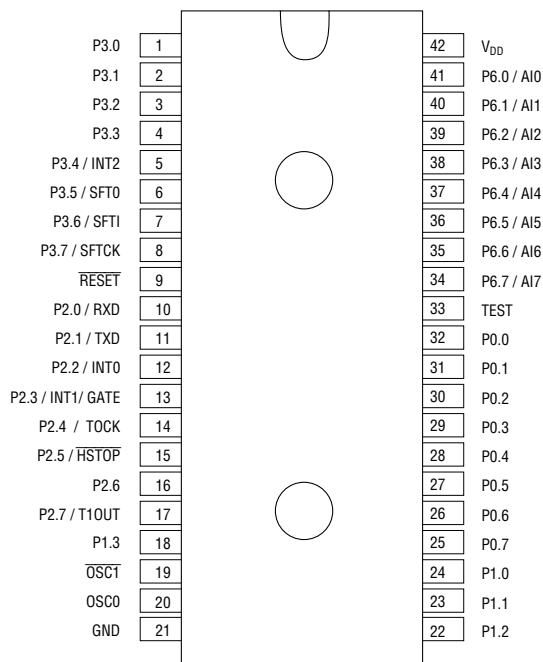 P3.0 1 42 VDD
P3.1 2 41 P6.0 / AI0
P3.2 3 40 P6.1 / AI1
P3.3 4 39 P6.2 / AI2
P3.4 / INT2 5 38 P6.3 / AI3
P3.5 / SFT0 6 37 P6.4 / AI4
P3.6 / SFTI 7 36 P6.5 / AI5
P3.7 / SFTCK 8 35 P6.6 / AI6
RESET 9 34 P6.7 / AI7
P2.0 / RXD 10 33 TEST
P2.1 / TXD 11 32 P0.0
P2.2 / INT0 12 31 P0.1
P2.3 / INT1/ GATE 13 30 P0.2
P2.4 / TOCK 14 29 P0.3
P2.5 / HSTOP 15 28 P0.4
P2.6 16 27 P0.5
P2.7 / T1OUT 17 26 P0.6
P1.3 18 25 P0.7
OSC1 19 24 P1.0
OSC0 20 23 P1.1
GND 21 22 P1.2